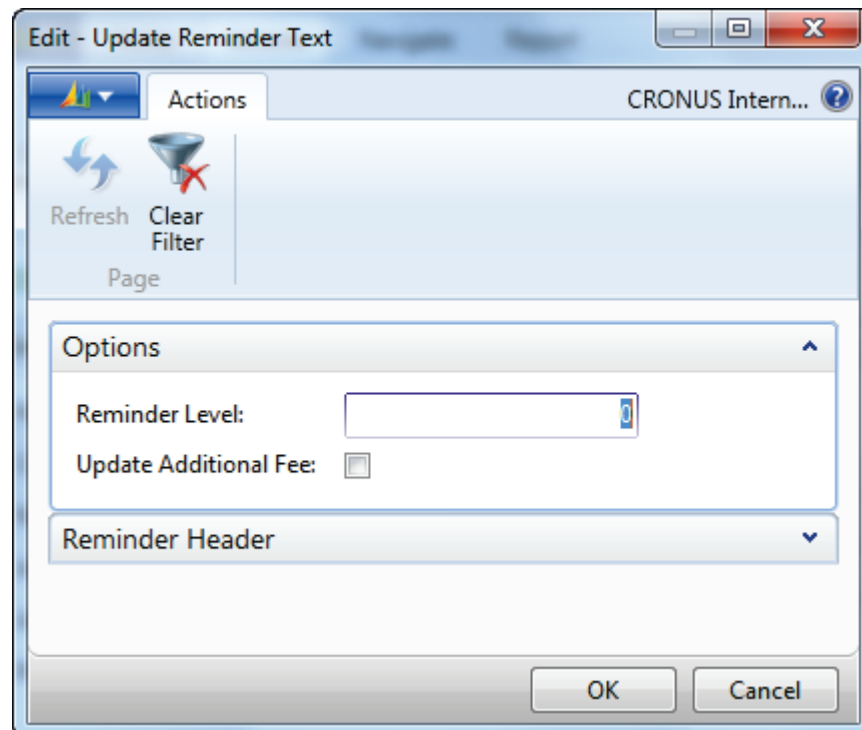 Edit - Update Reminder Text
Actions
CRONUS Intern...
Refresh
Clear
Filter
Page
Options
Reminder Level:
0
Update Additional Fee:
Reminder Header
OK
Cancel